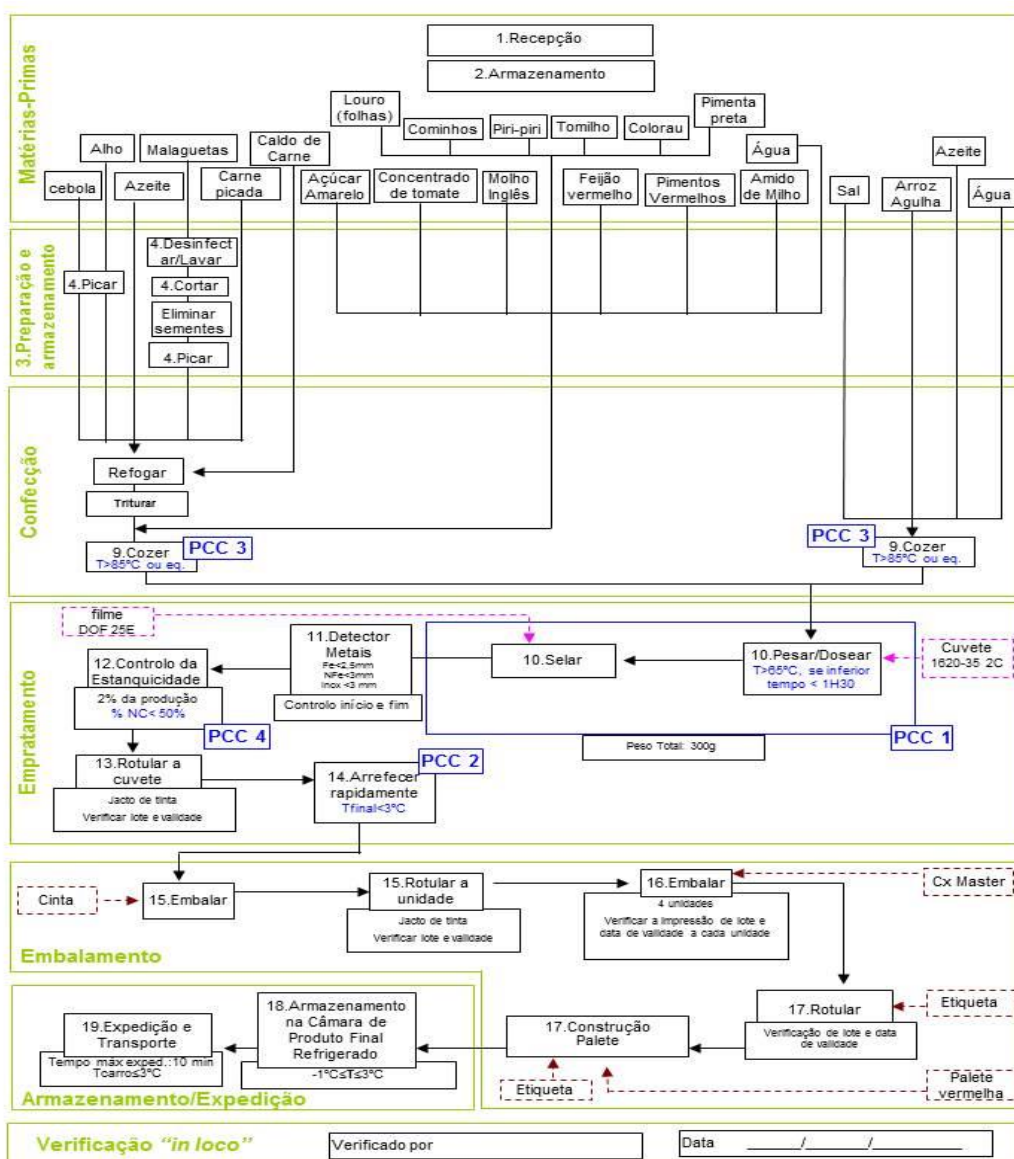 Matérias-Primas
1.Recepção
2.Armazenamento
Louro
(folhas)
Cominhos
Piri-piri
Tomilho
Colorau
Pimenta
preta
Alho
Malaguetas
Caldo de
Carne
Água
Azeite
cebola
Azeite
Carne
picada
Açúcar
Amarelo
Concentrado
de tomate
Molho
Inglês
Feijão
vermelho
Pimentos
Vermelhos
Amido
de Milho
Sal
Arroz
Agulha
Água
3.Preparação e
armazenamento
4.Desinfect
ar/Lavar
4.Picar
4.Cortar
Eliminar
sementes
4.Picar
Confecção
Refogar
Triturar
9.Cozer
T>85ºC ou eq.
PCC 3
PCC 3
9.Cozer
T>85ºC ou eq.
Empratamento
filme
DOF 25E
11.Detector
Metais
Fe<2,5mm
NFe<3mm
Inox <3 mm
Controlo início e fim
10.Selar
10.Pesar/Dosear
T>65ºC, se inferior
tempo < 1H30
Cuvete
1620-35 2C
12.Controlo da
Estanquicidade
2% da produção
% NC< 50%
PCC 4
PCC 1
Peso Total: 300g
13.Rotular a
cuvete
Jacto de tinta
Verificar lote e validade
PCC 2
14.Arrefecer
rapidamente
Tfinal<3ºC
Cinta
15.Embalar
15.Rotular a
unidade
Jacto de tinta
Verificar lote e validade
16.Embalar
4 unidades
Verificar a impressão de lote e
data de validade a cada unidade
Cx Master
Embalamento
17.Rotular
Verificação de lote e data
de validade
Etiqueta
17.Construção
Palete
Etiqueta
Palete
vermelha
18.Armazenamento
na Câmara de
Produto Final
Refrigerado
-1ºC≤T≤3ºC
19.Expedição e
Transporte
Tempo máx exped.:10 min
Tcarro≤3ºC
Armazenamento/Expedição
Verificação "in loco"
Verificado por
Data ______/______/__________